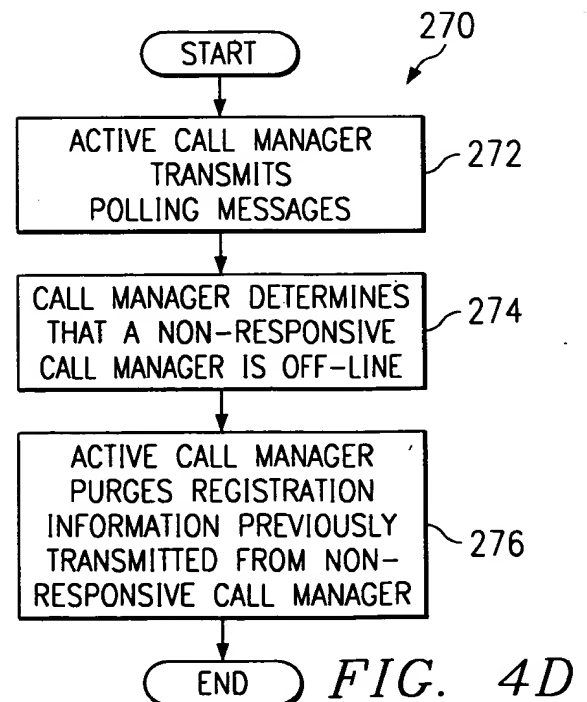 270
START
ACTIVE CALL MANAGER
TRANSMITS
POLLING MESSAGES
272
CALL MANAGER DETERMINES
THAT A NON-RESPONSIVE
CALL MANAGER IS OFF-LINE
274
ACTIVE CALL MANAGER
PURGES REGISTRATION
INFORMATION PREVIOUSLY
TRANSMITTED FROM NON-
RESPONSIVE CALL MANAGER
276
END
FIG. 4D